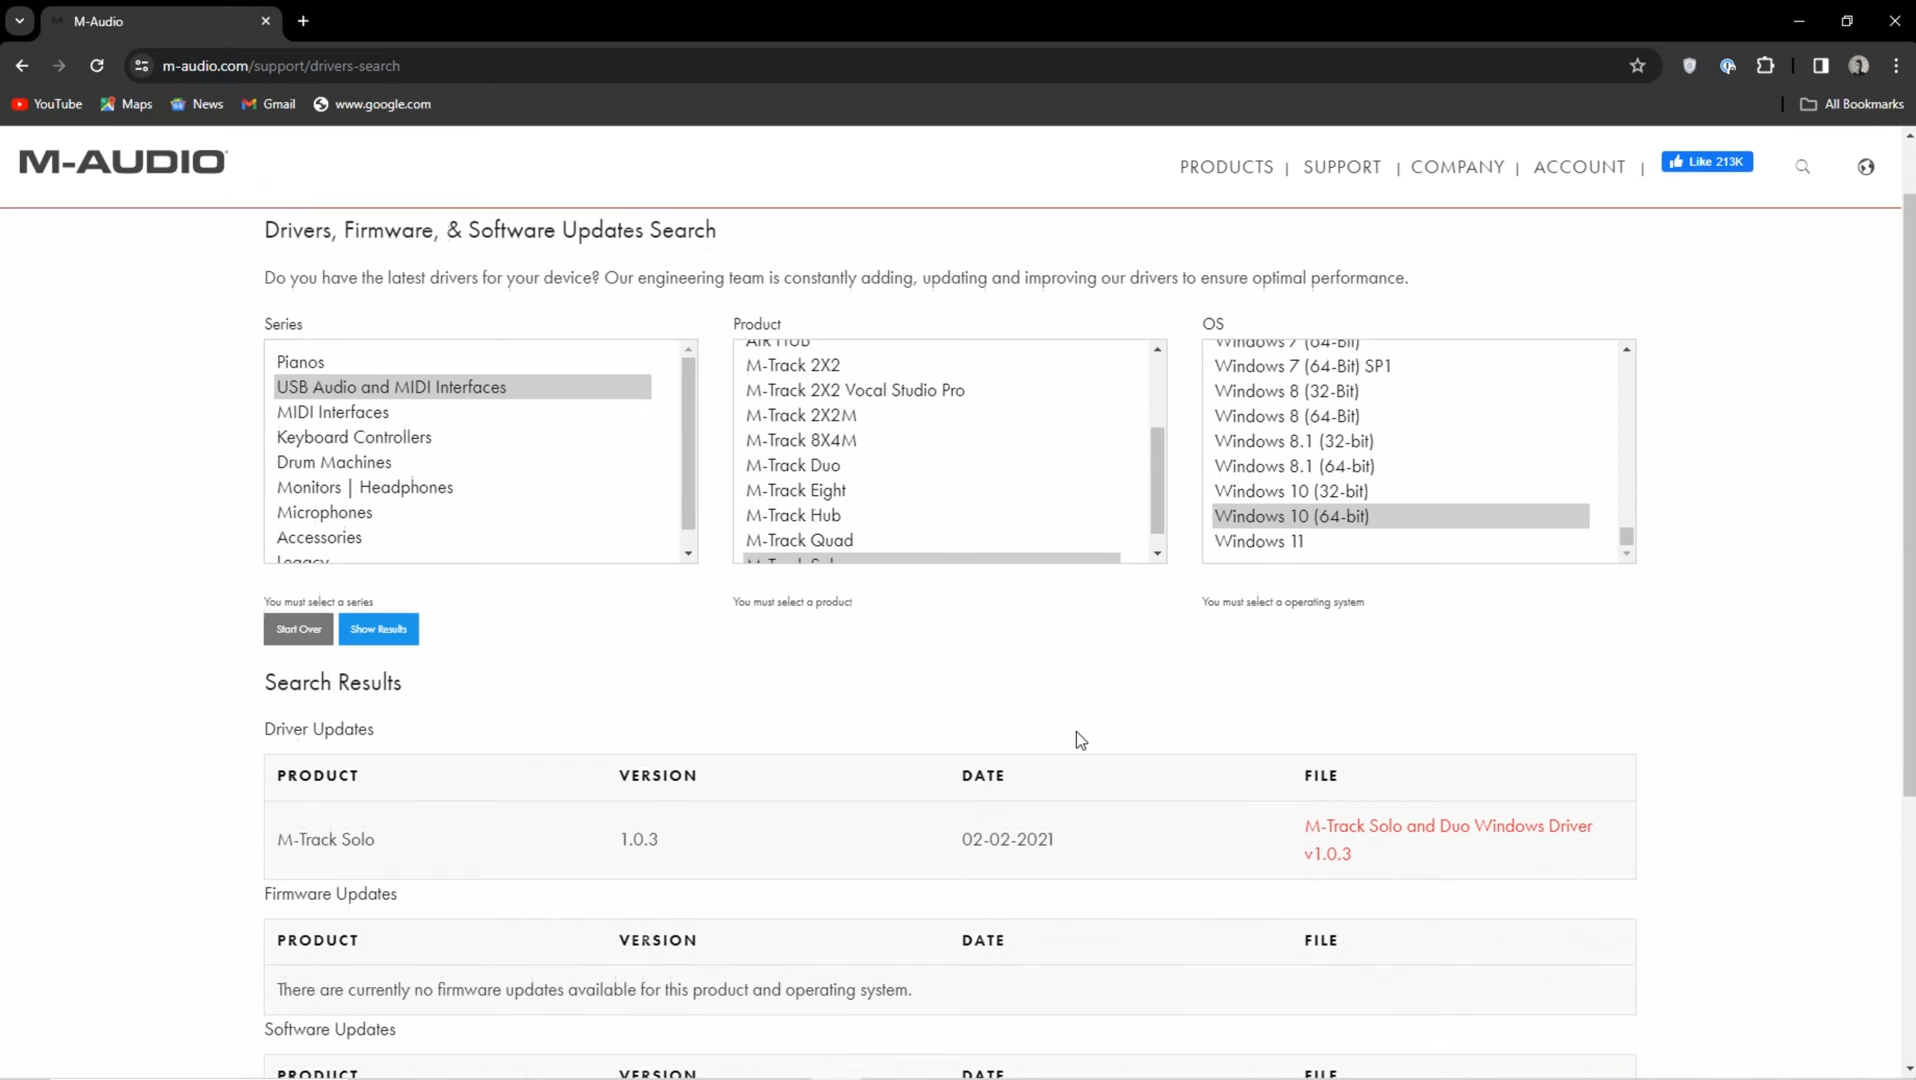 M-Audio
m-audio.com/support/drivers-search
YouTube
Maps
News
Gmail
www.google.com
All Bookmarks
M-AUDIO
PRODUCTS | SUPPORT | COMPANY | ACCOUNT |
Like 213K
Drivers, Firmware, & Software Updates Search
Do you have the latest drivers for your device? Our engineering team is constantly adding, updating and improving our drivers to ensure optimal performance.
Series
Pianos
USB Audio and MIDI Interfaces
MIDI Interfaces
Keyboard Controllers
Drum Machines
Monitors | Headphones
Microphones
Accessories
Legacy
Product
AIR HUB
M-Track 2X2
M-Track 2X2 Vocal Studio Pro
M-Track 2X2M
M-Track 8X4M
M-Track Duo
M-Track Eight
M-Track Hub
M-Track Quad
M-Track Solo
OS
Windows 7 (64-Bit)
Windows 7 (64-Bit) SP1
Windows 8 (32-Bit)
Windows 8 (64-Bit)
Windows 8.1 (32-bit)
Windows 8.1 (64-bit)
Windows 10 (32-bit)
Windows 10 (64-bit)
Windows 11
You must select a series
You must select a product
You must select a operating system
Start Over
Show Results
Search Results
Driver Updates
PRODUCT VERSION DATE FILE
M-Track Solo 1.0.3 02-02-2021 M-Track Solo and Duo Windows Driver
v1.0.3
Firmware Updates
PRODUCT VERSION DATE FILE
There are currently no firmware updates available for this product and operating system.
Software Updates
PRODUCT VERSION DATE FILE